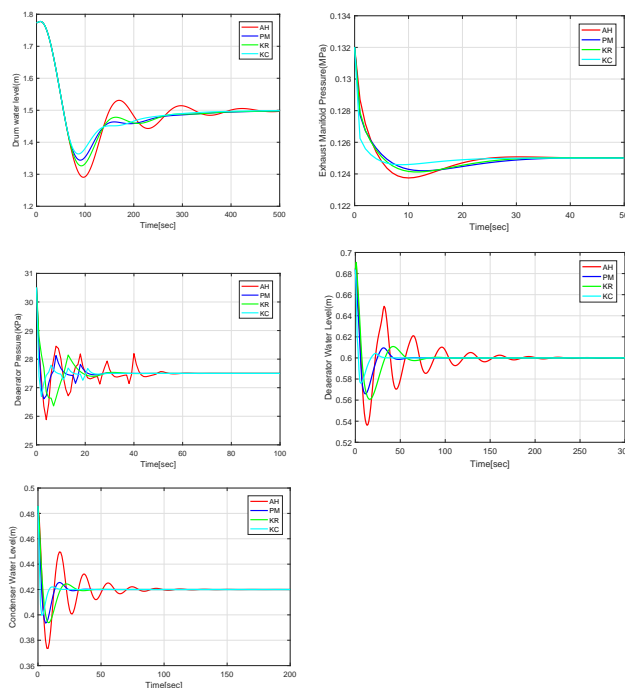 1.8
1.7
1.6
1.5
1.4
1.3
1.2
0 100 200 300 400 500
Drum water level(m)
Time[sec]
AH
PM
KR
KC
0.134
0.132
0.13
0.128
0.126
0.124
0.122
0 10 20 30 40 50
Exhaust Manifold Pressure(MPa)
Time[sec]
AH
PM
KR
KC
31
30
29
28
27
26
25
0 20 40 60 80 100
Deaerator Pressure(KPa)
Time[sec]
AH
PM
KR
KC
0.7
0.68
0.66
0.64
0.62
0.6
0.58
0.56
0.54
0.52
0 50 100 150 200 250 300
Deaerator Water Level(m)
Time[sec]
AH
PM
KR
KC
0.5
0.48
0.46
0.44
0.42
0.4
0.38
0.36
0 50 100 150 200
Condenser Water Level(m)
Time[sec]
AH
PM
KR
KC